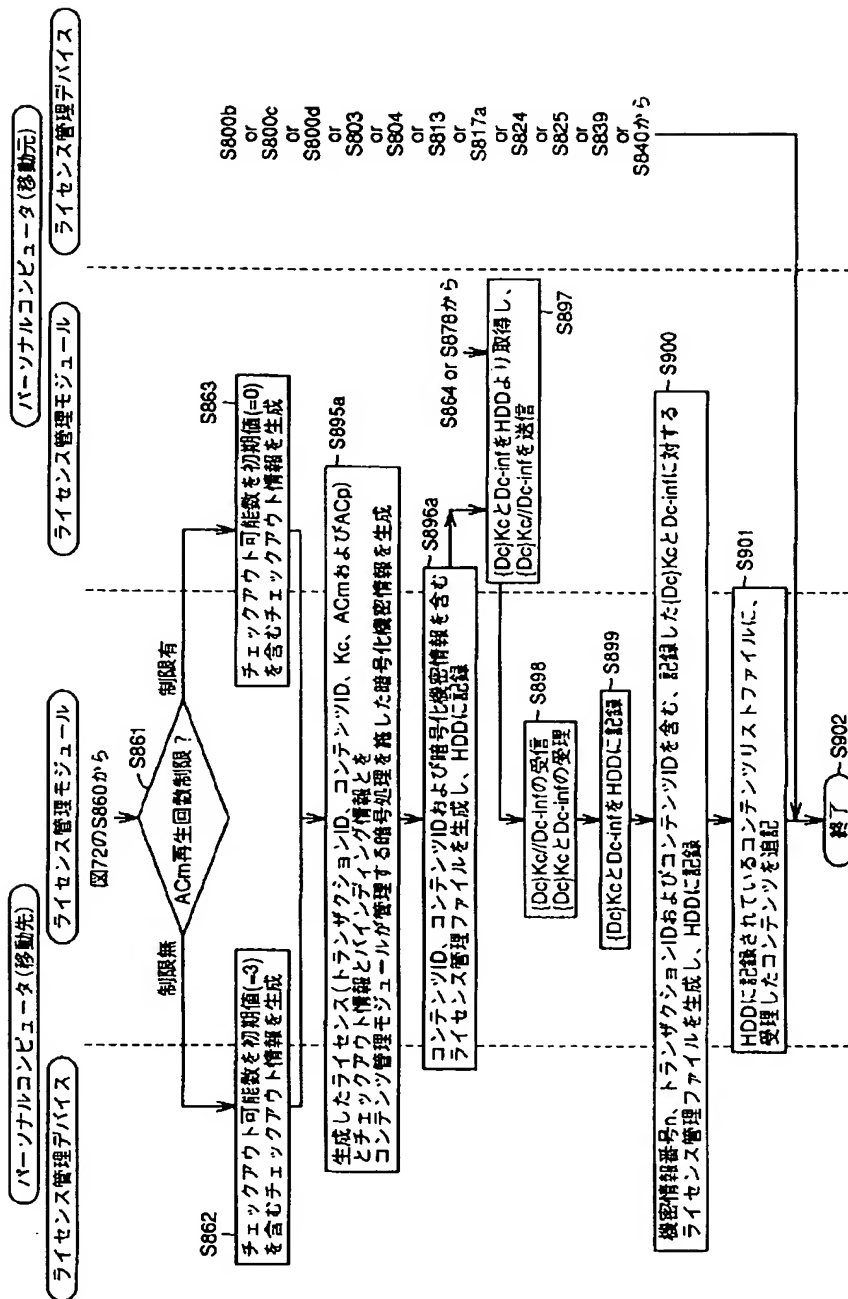 パーソナルコンピュータ(移動先)
パーソナルコンピュータ(移動元)
ライセンス管理デバイス
ライセンス管理モジュール
ライセンス管理モジュール
ライセンス管理デバイス
図72のS860から
S861
ACm再生回数制限?
制限無
制限有
S862
チェックアウト可能数を初期値(=3)
を含むチェックアウト情報を生成
S863
チェックアウト可能数を初期値(=0)
を含むチェックアウト情報を生成
S895a
生成したライセンス(トランザクションID、コンテンツID、Kc、ACmおよびACp)
とチェックアウト情報とバインディング情報とを
コンテンツ管理モジュールが管理する暗号処理を施した暗号化機密情報を生成
S896a
コンテンツID、コンテンツIDおよび暗号化機密情報を含む
ライセンス管理ファイルを生成し、HDDに記録
S864 or S878から
{Dc}KcとDc-infをHDDより取得し、
{Dc}Kc//Dc-infを送信
S897
S898
{Dc}Kc//Dc-infの受信
{Dc}KcとDc-infの受理
S899
{Dc}KcとDc-infをHDDに記録
S900
機密情報番号n、トランザクションIDおよびコンテンツIDを含む、記録した{Dc}KcとDc-infに対する
ライセンス管理ファイルを生成し、HDDに記録
S901
HDDに記録されているコンテンツリストファイルに、
受理したコンテンツを追記
S902
終了
S800b
or
S800c
or
S800d
or
S803
or
S804
or
S813
or
S817a
or
S824
or
S825
or
S839
or
S840から